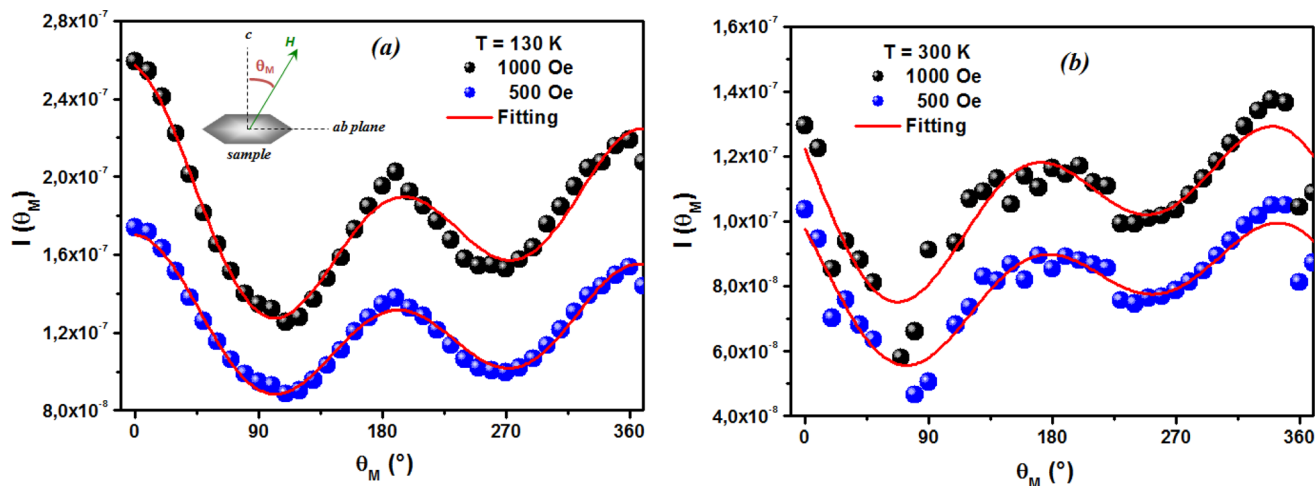 2,8x10-7
2,4x10-7
2,0x10-7
1,6x10-7
1,2x10-7
8,0x10-8
I (θM)
(a)
T = 130 K
1000 Oe
500 Oe
Fitting
c
H
θM
ab plane
sample
0 90 180 270 360
θM (°)
1,6x10-7
1,4x10-7
1,2x10-7
1,0x10-7
8,0x10-8
6,0x10-8
4,0x10-8
I (θM)
T = 300 K
(b)
1000 Oe
500 Oe
Fitting
0 90 180 270 360
θM (°)